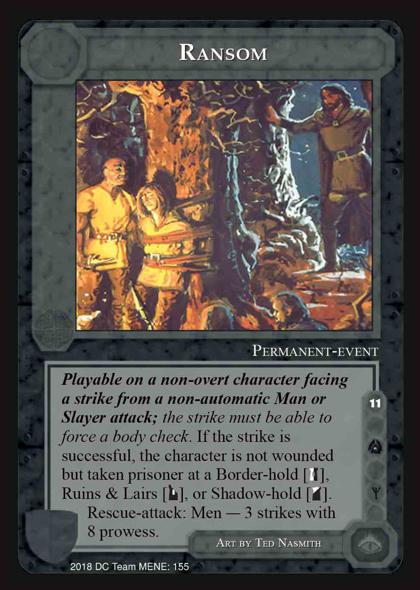 RANSOM
PERMANENT-EVENT
Playable on a non-overt character facing
a strike from a non-automatic Man or
Slayer attack; the strike must be able to
force a body check. If the strike is
successful, the character is not wounded
but taken prisoner at a Border-hold [],
Ruins & Lairs [], or Shadow-hold [].
Rescue-attack: Men — 3 strikes with
8 prowess.
11
ART BY TED NASMITH
2018 DC Team MENE: 155